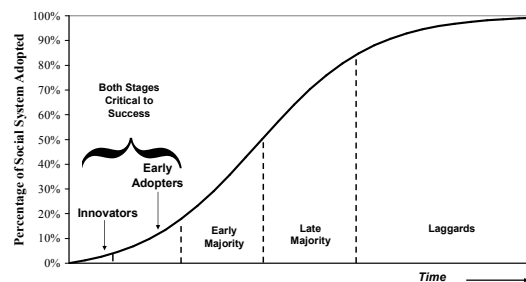 Percentage of Social System Adopted
100%
90%
80%
70%
60%
50%
40%
30%
20%
10%
0%
Both Stages
Critical to
Success
Early
Adopters
Innovators
Early
Majority
Late
Majority
Laggards
Time